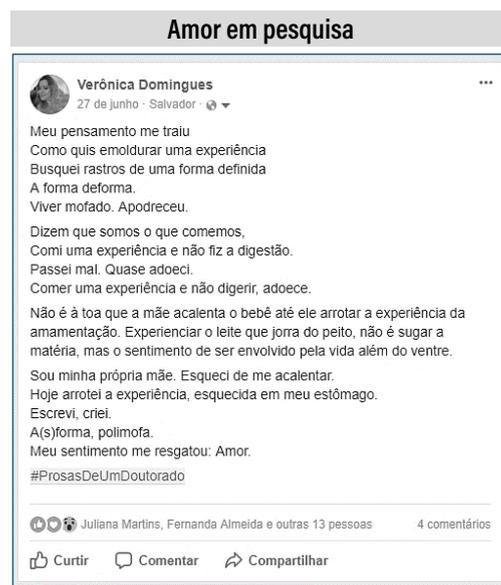 Amor em pesquisa
Verônica Domingues
27 de junho · Salvador ·
Meu pensamento me traiu
Como quis emoldurar uma experiência
Busquei rastros de uma forma definida
A forma deforma.
Viver mofado. Apodreceu.
Dizem que somos o que comemos,
Comi uma experiência e não fiz a digestão.
Passei mal. Quase adoeci.
Comer uma experiência e não digerir, adoece.
Não é à toa que a mãe acalenta o bebê até ele arrotar a experiência da
amamentação. Experienciar o leite que jorra do peito, não é sugar a
matéria, mas o sentimento de ser envolvido pela vida além do ventre.
Sou minha própria mãe. Esqueci de me acalentar.
Hoje arrotei a experiência, esquecida em meu estômago.
Escrevi, criei.
A(s)forma, polimofa.
Meu sentimento me resgatou: Amor.
#ProsasDeUmDoutorado
Juliana Martins, Fernanda Almeida e outras 13 pessoas 4 comentários
Curtir Comentar Compartilhar